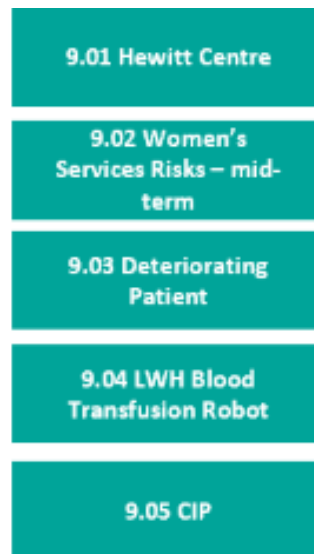 9.01 Hewitt Centre
9.02 Women's
Services Risks – mid-
term
9.03 Deteriorating
Patient
9.04 LWH Blood
Transfusion Robot
9.05 CIP